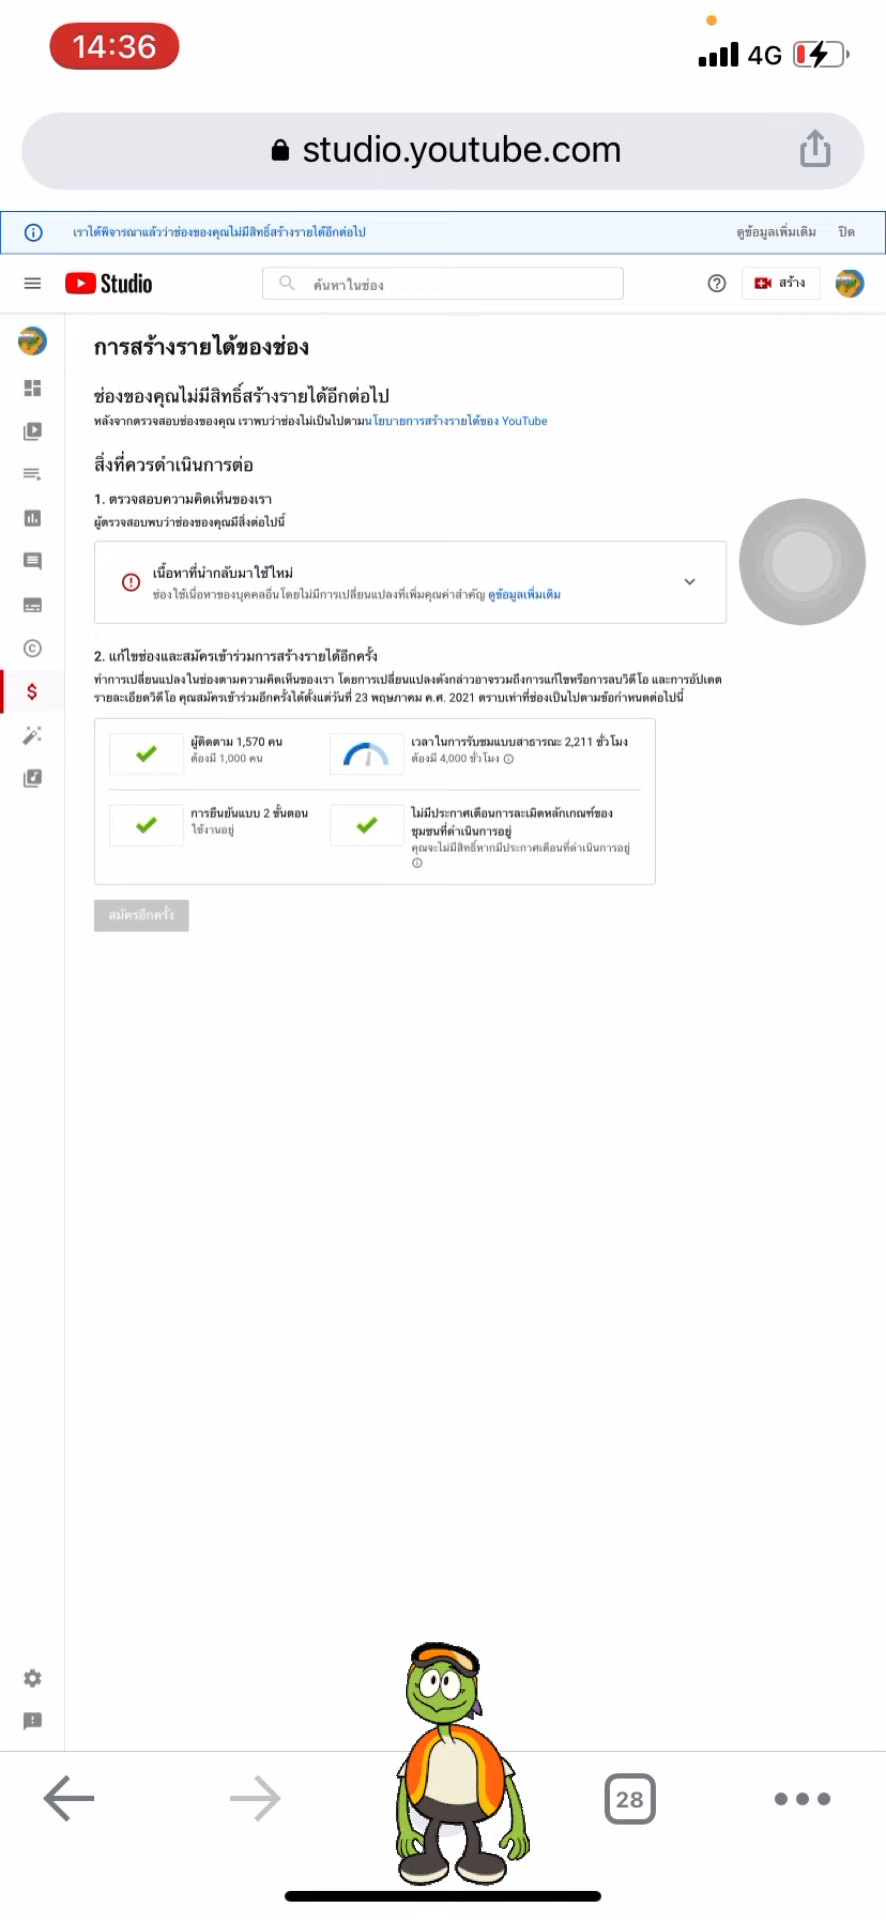 14:36
4G
studio.youtube.com
เราได้พิจารณาแล้วว่าช่องของคุณไม่มีสิทธิ์สร้างรายได้อีกต่อไป
ดูข้อมูลเพิ่มเติม ปิด
Studio
ค้นหาในช่อง
สร้าง
การสร้างรายได้ของช่อง
ช่องของคุณไม่มีสิทธิ์สร้างรายได้อีกต่อไป
หลังจากตรวจสอบช่องของคุณ เราพบว่าช่องไม่เป็นไปตามนโยบายการสร้างรายได้ของ YouTube
สิ่งที่ควรดำเนินการต่อ
1. ตรวจสอบความคิดเห็นของเรา
ผู้ตรวจสอบพบว่าช่องของคุณมีสิ่งต่อไปนี้
เนื้อหาที่นำกลับมาใช้ใหม่
ช่องใช้เนื้อหาของบุคคลอื่นโดยไม่มีการเปลี่ยนแปลงที่เพิ่มคุณค่าสำคัญ ดูข้อมูลเพิ่มเติม
2. แก้ไขช่องและสมัครเข้าร่วมการสร้างรายได้อีกครั้ง
ทำการเปลี่ยนแปลงในช่องตามความคิดเห็นของเรา โดยการเปลี่ยนแปลงดังกล่าวอาจรวมถึงการแก้ไขหรือการลบวิดีโอ และการอัปเดต
รายละเอียดวิดีโอ คุณสมัครเข้าร่วมอีกครั้งได้ตั้งแต่วันที่ 23 พฤษภาคม ค.ศ. 2021 ตราบเท่าที่ช่องเป็นไปตามข้อกำหนดต่อไปนี้
ผู้ติดตาม 1,570 คน
ต้องมี 1,000 คน
เวลาในการรับชมแบบสาธารณะ 2,211 ชั่วโมง
ต้องมี 4,000 ชั่วโมง
การยืนยันแบบ 2 ขั้นตอน
ใช้งานอยู่
ไม่มีประกาศเตือนการละเมิดหลักเกณฑ์ของ
ชุมชนที่ดำเนินการอยู่
คุณจะไม่มีสิทธิ์หากมีประกาศเตือนที่ดำเนินการอยู่
สมัครอีกครั้ง
28